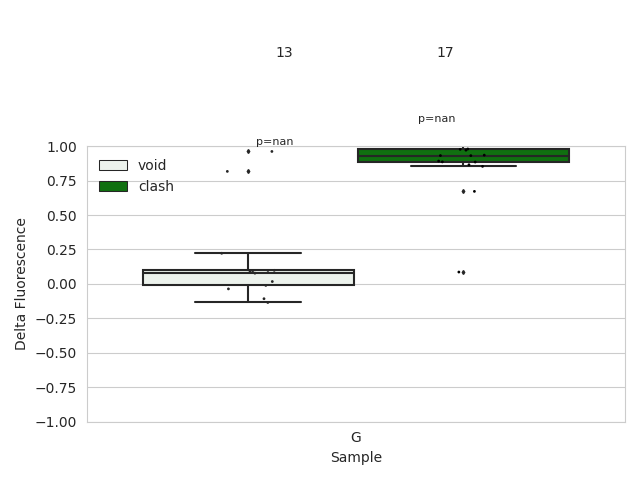 13 17
p=nan
p=nan
void
clash
1.00
0.75
0.50
0.25
0.00
−0.25
−0.50
−0.75
−1.00
Delta Fluorescence
G
Sample